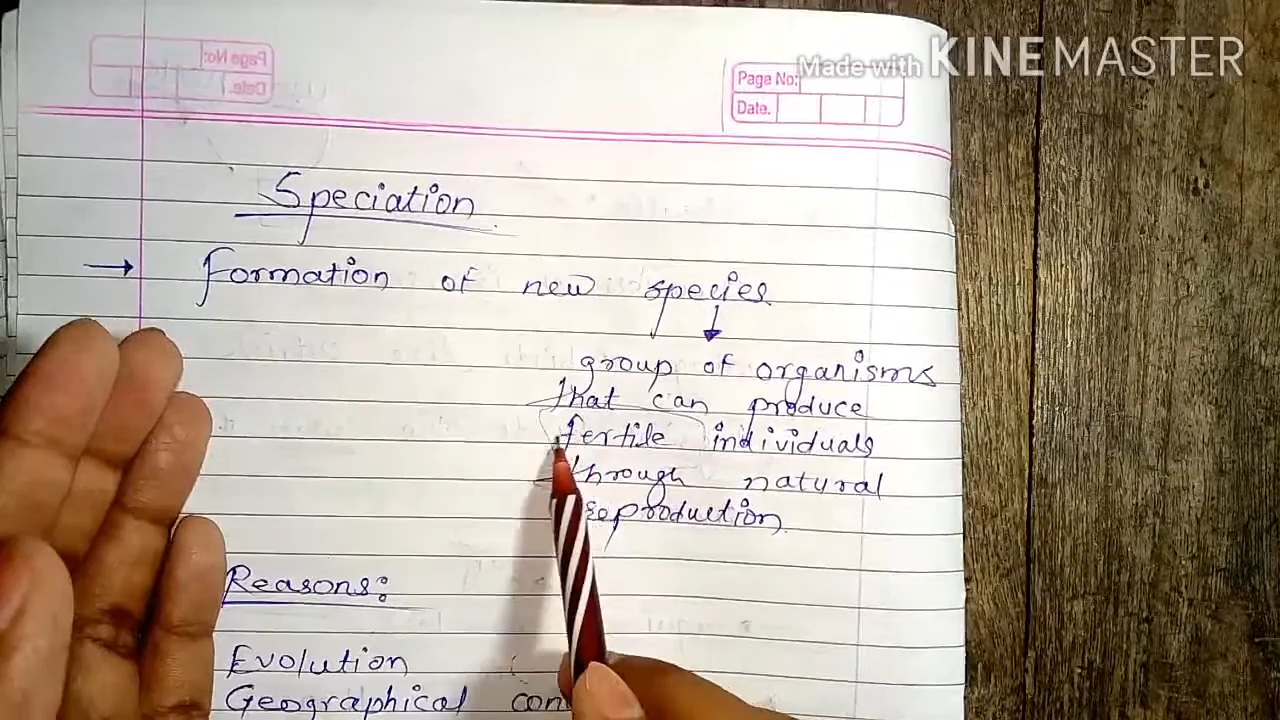 Made with KINEMASTER
Page No:
Date.
Page No:
Date.
Speciation
→ formation of new species.
group of organisms
that can produce
fertile individuals
through natural
reproduction.
Reasons:
Evolution
Geographical con